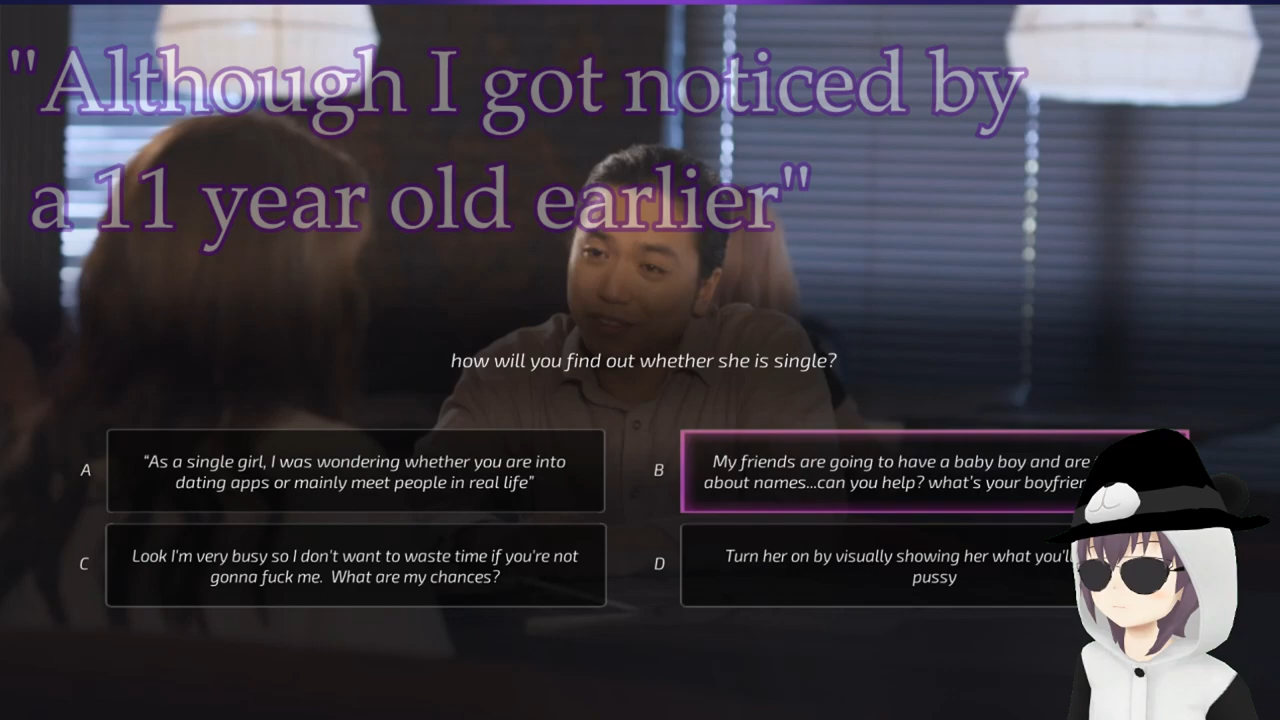 "Although I got noticed by
a 11 year old earlier"
how will you find out whether she is single?
A
“As a single girl, I was wondering whether you are into
dating apps or mainly meet people in real life”
B
My friends are going to have a baby boy and are
about names...can you help? what's your
C
Look I'm very busy so I don't want to waste time if you're not
gonna fuck me.  What are my chances?
D
Turn her on by visually showing her what
pussy